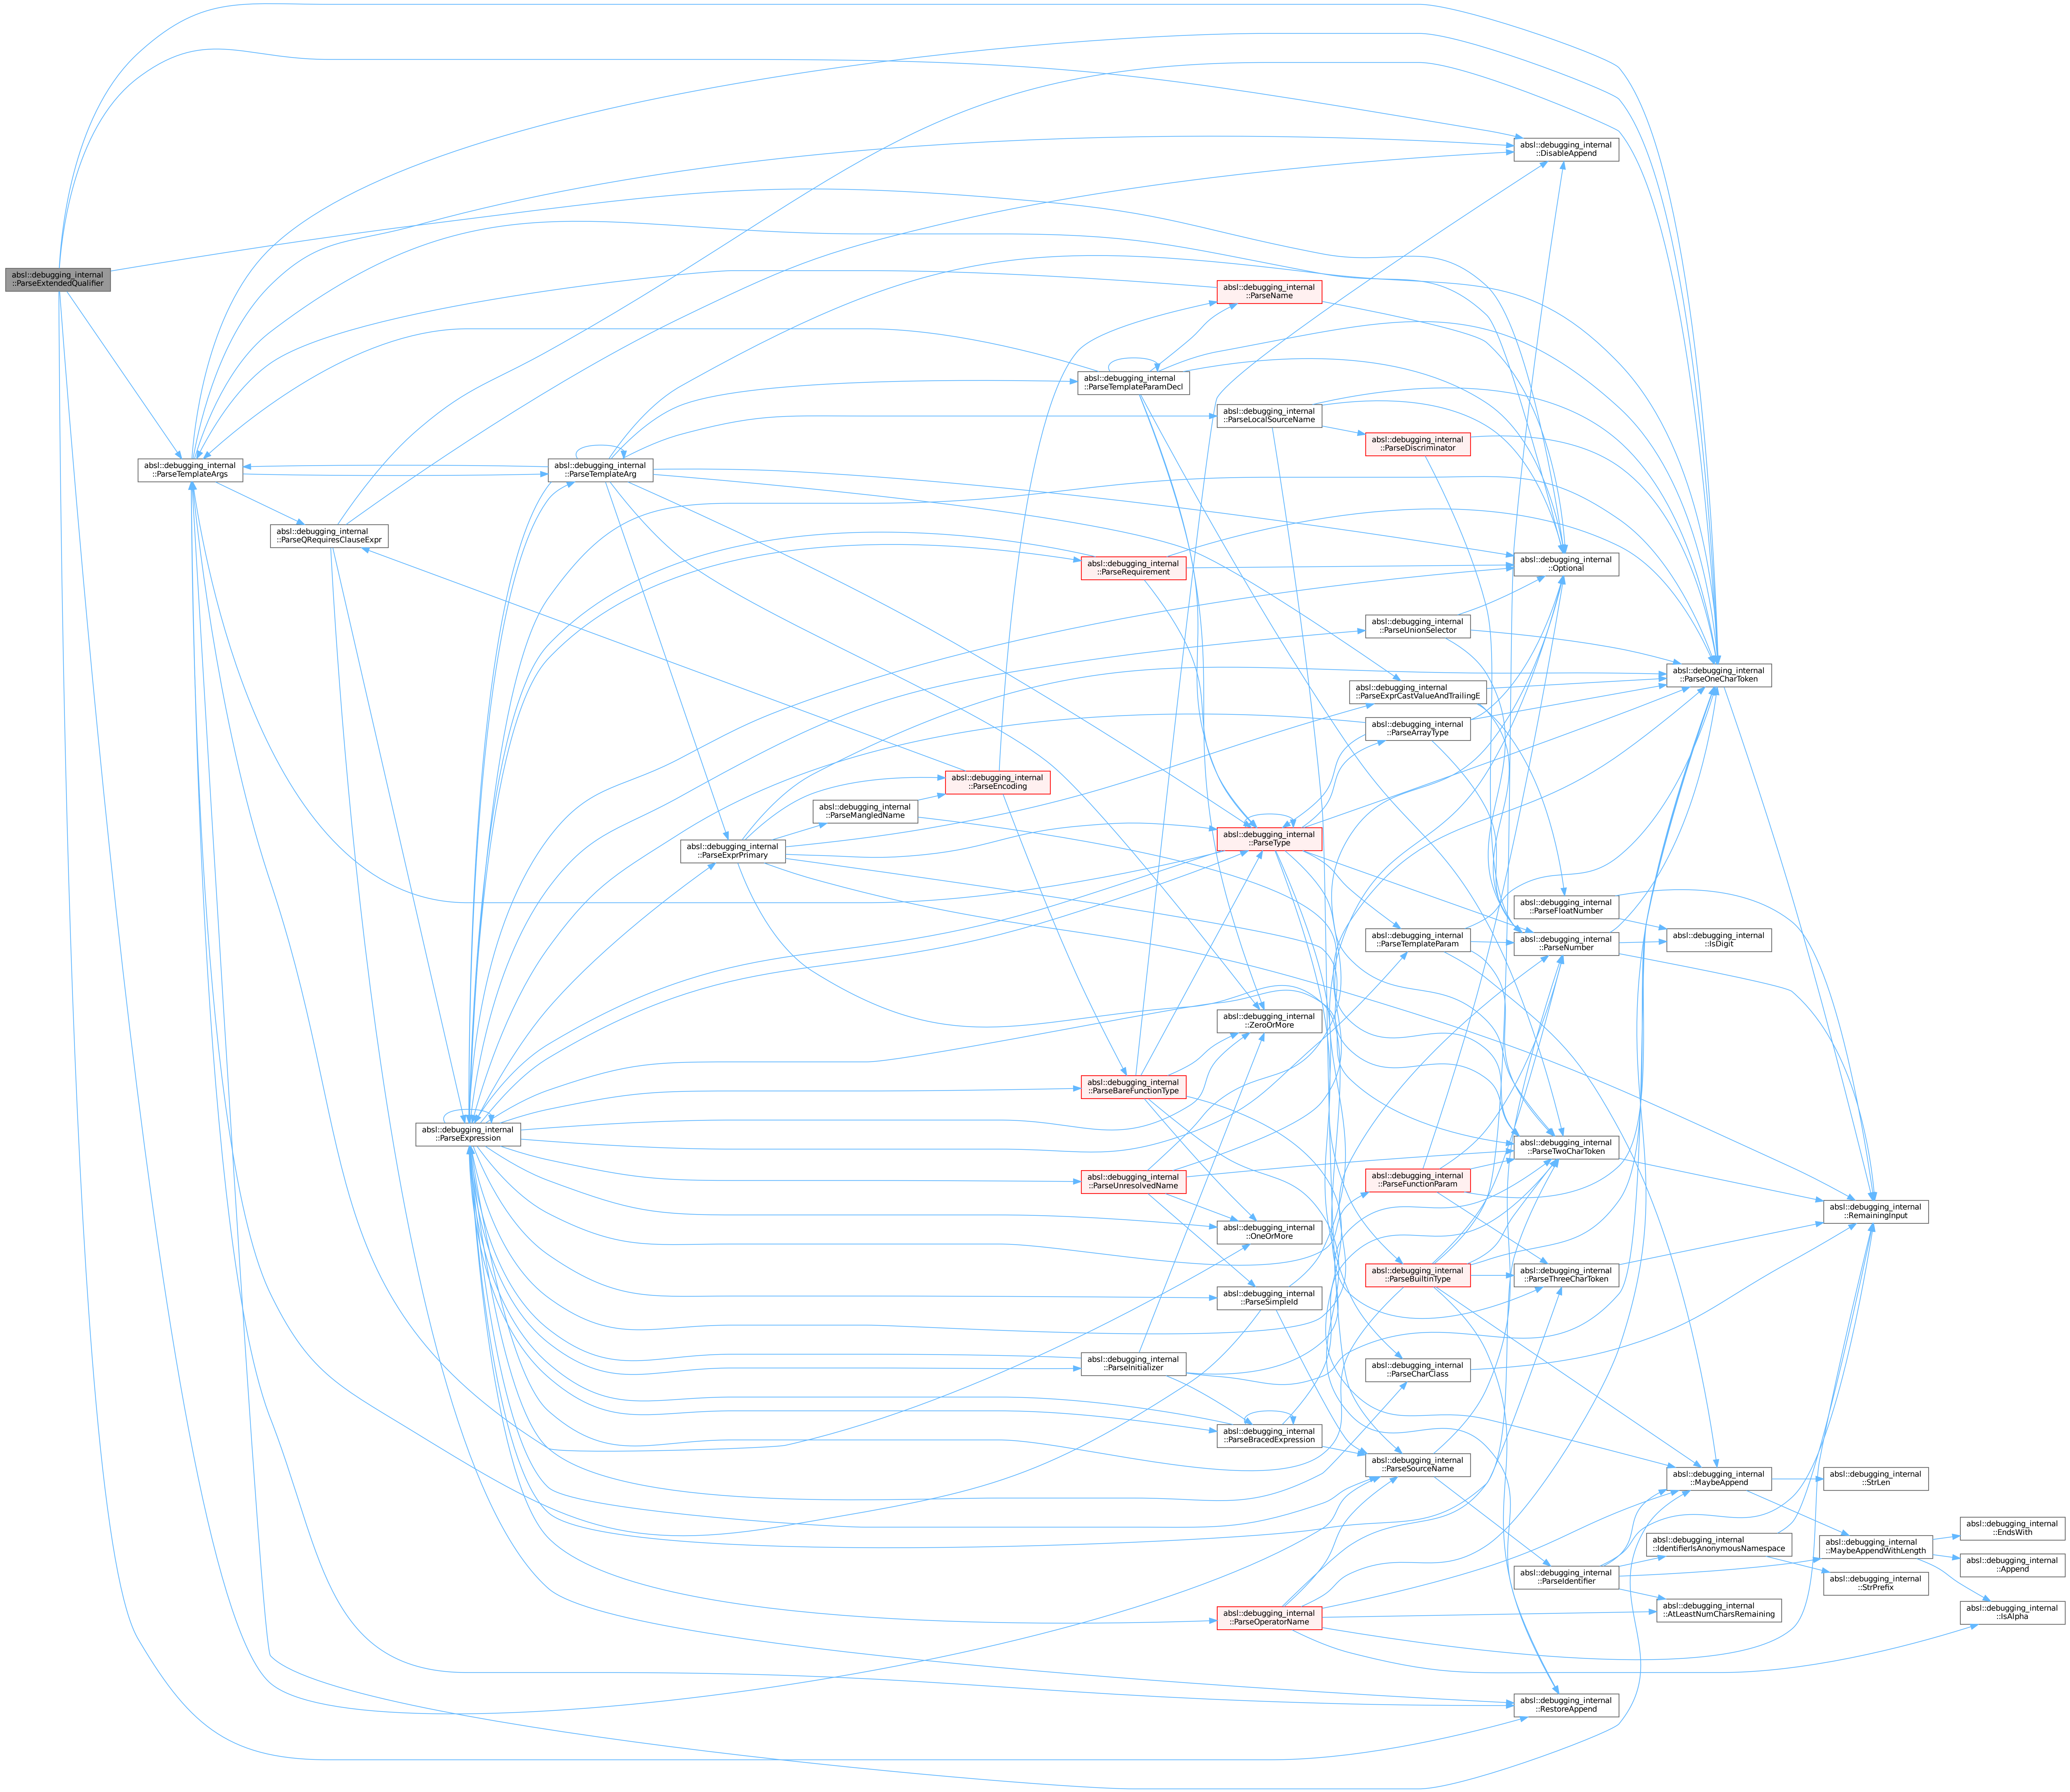 absl::debugging_internal
::ParseExtendedQualifier
absl::debugging_internal
::ParseTemplateArgs
absl::debugging_internal
::ParseQRequiresClauseExpr
absl::debugging_internal
::ParseExpression
absl::debugging_internal
::ParseTemplateArg
absl::debugging_internal
::ParseExprPrimary
absl::debugging_internal
::ParseMangledName
absl::debugging_internal
::ParseEncoding
absl::debugging_internal
::ParseTemplateParamDecl
absl::debugging_internal
::ParseRequirement
absl::debugging_internal
::ParseBareFunctionType
absl::debugging_internal
::ParseUnresolvedName
absl::debugging_internal
::ParseInitializer
absl::debugging_internal
::ParseName
absl::debugging_internal
::ParseLocalSourceName
absl::debugging_internal
::ParseType
absl::debugging_internal
::ZeroOrMore
absl::debugging_internal
::OneOrMore
absl::debugging_internal
::ParseSimpleId
absl::debugging_internal
::ParseBracedExpression
absl::debugging_internal
::ParseOperatorName
absl::debugging_internal
::ParseDiscriminator
absl::debugging_internal
::ParseUnionSelector
absl::debugging_internal
::ParseExprCastValueAndTrailingE
absl::debugging_internal
::ParseArrayType
absl::debugging_internal
::ParseTemplateParam
absl::debugging_internal
::ParseFunctionParam
absl::debugging_internal
::ParseBuiltinType
absl::debugging_internal
::ParseCharClass
absl::debugging_internal
::ParseSourceName
absl::debugging_internal
::DisableAppend
absl::debugging_internal
::Optional
absl::debugging_internal
::ParseFloatNumber
absl::debugging_internal
::ParseNumber
absl::debugging_internal
::ParseTwoCharToken
absl::debugging_internal
::ParseThreeCharToken
absl::debugging_internal
::ParseIdentifier
absl::debugging_internal
::RestoreAppend
absl::debugging_internal
::ParseOneCharToken
absl::debugging_internal
::IsDigit
absl::debugging_internal
::MaybeAppend
absl::debugging_internal
::IdentifierIsAnonymousNamespace
absl::debugging_internal
::AtLeastNumCharsRemaining
absl::debugging_internal
::RemainingInput
absl::debugging_internal
::StrLen
absl::debugging_internal
::MaybeAppendWithLength
absl::debugging_internal
::StrPrefix
absl::debugging_internal
::EndsWith
absl::debugging_internal
::Append
absl::debugging_internal
::IsAlpha